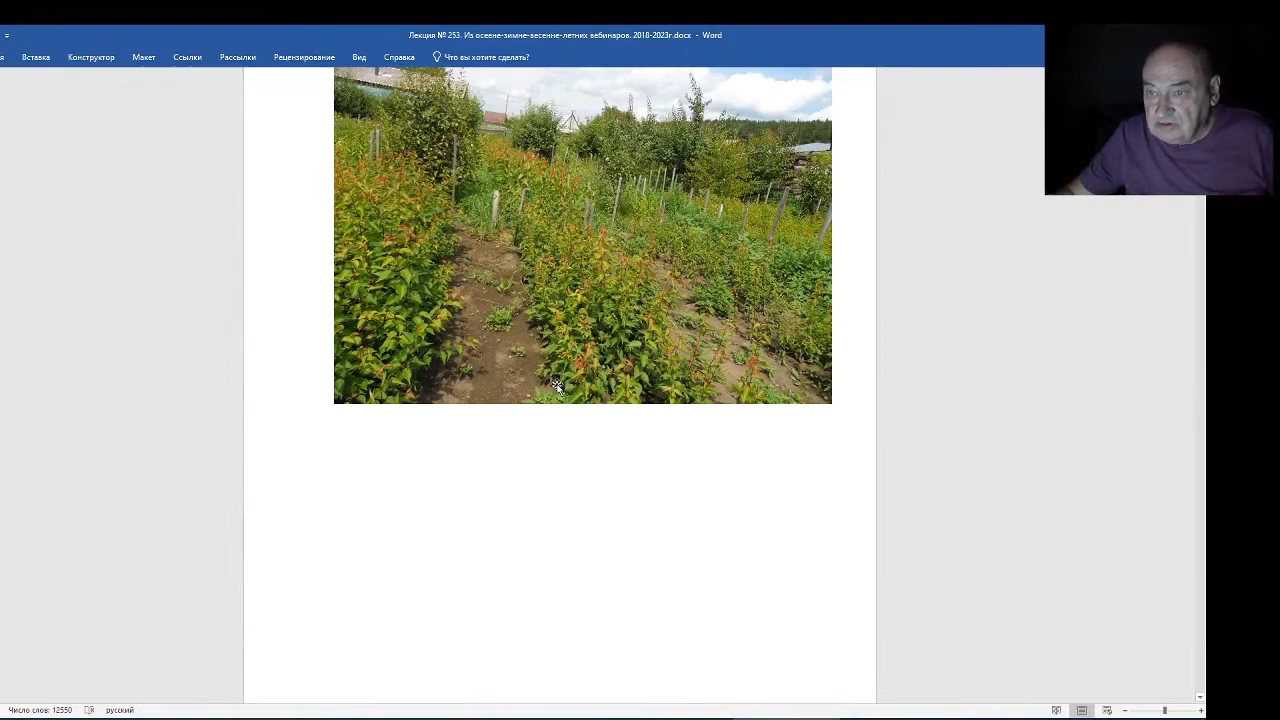 Лекция № 253. Из осеене-зимне-весенне-летних вебинаров. 2018-2023г.docx - Word
Вставка Конструктор Макет Ссылки Рассылки Рецензирование Вид Справка Что вы хотите сделать?
Число слов: 12550 русский